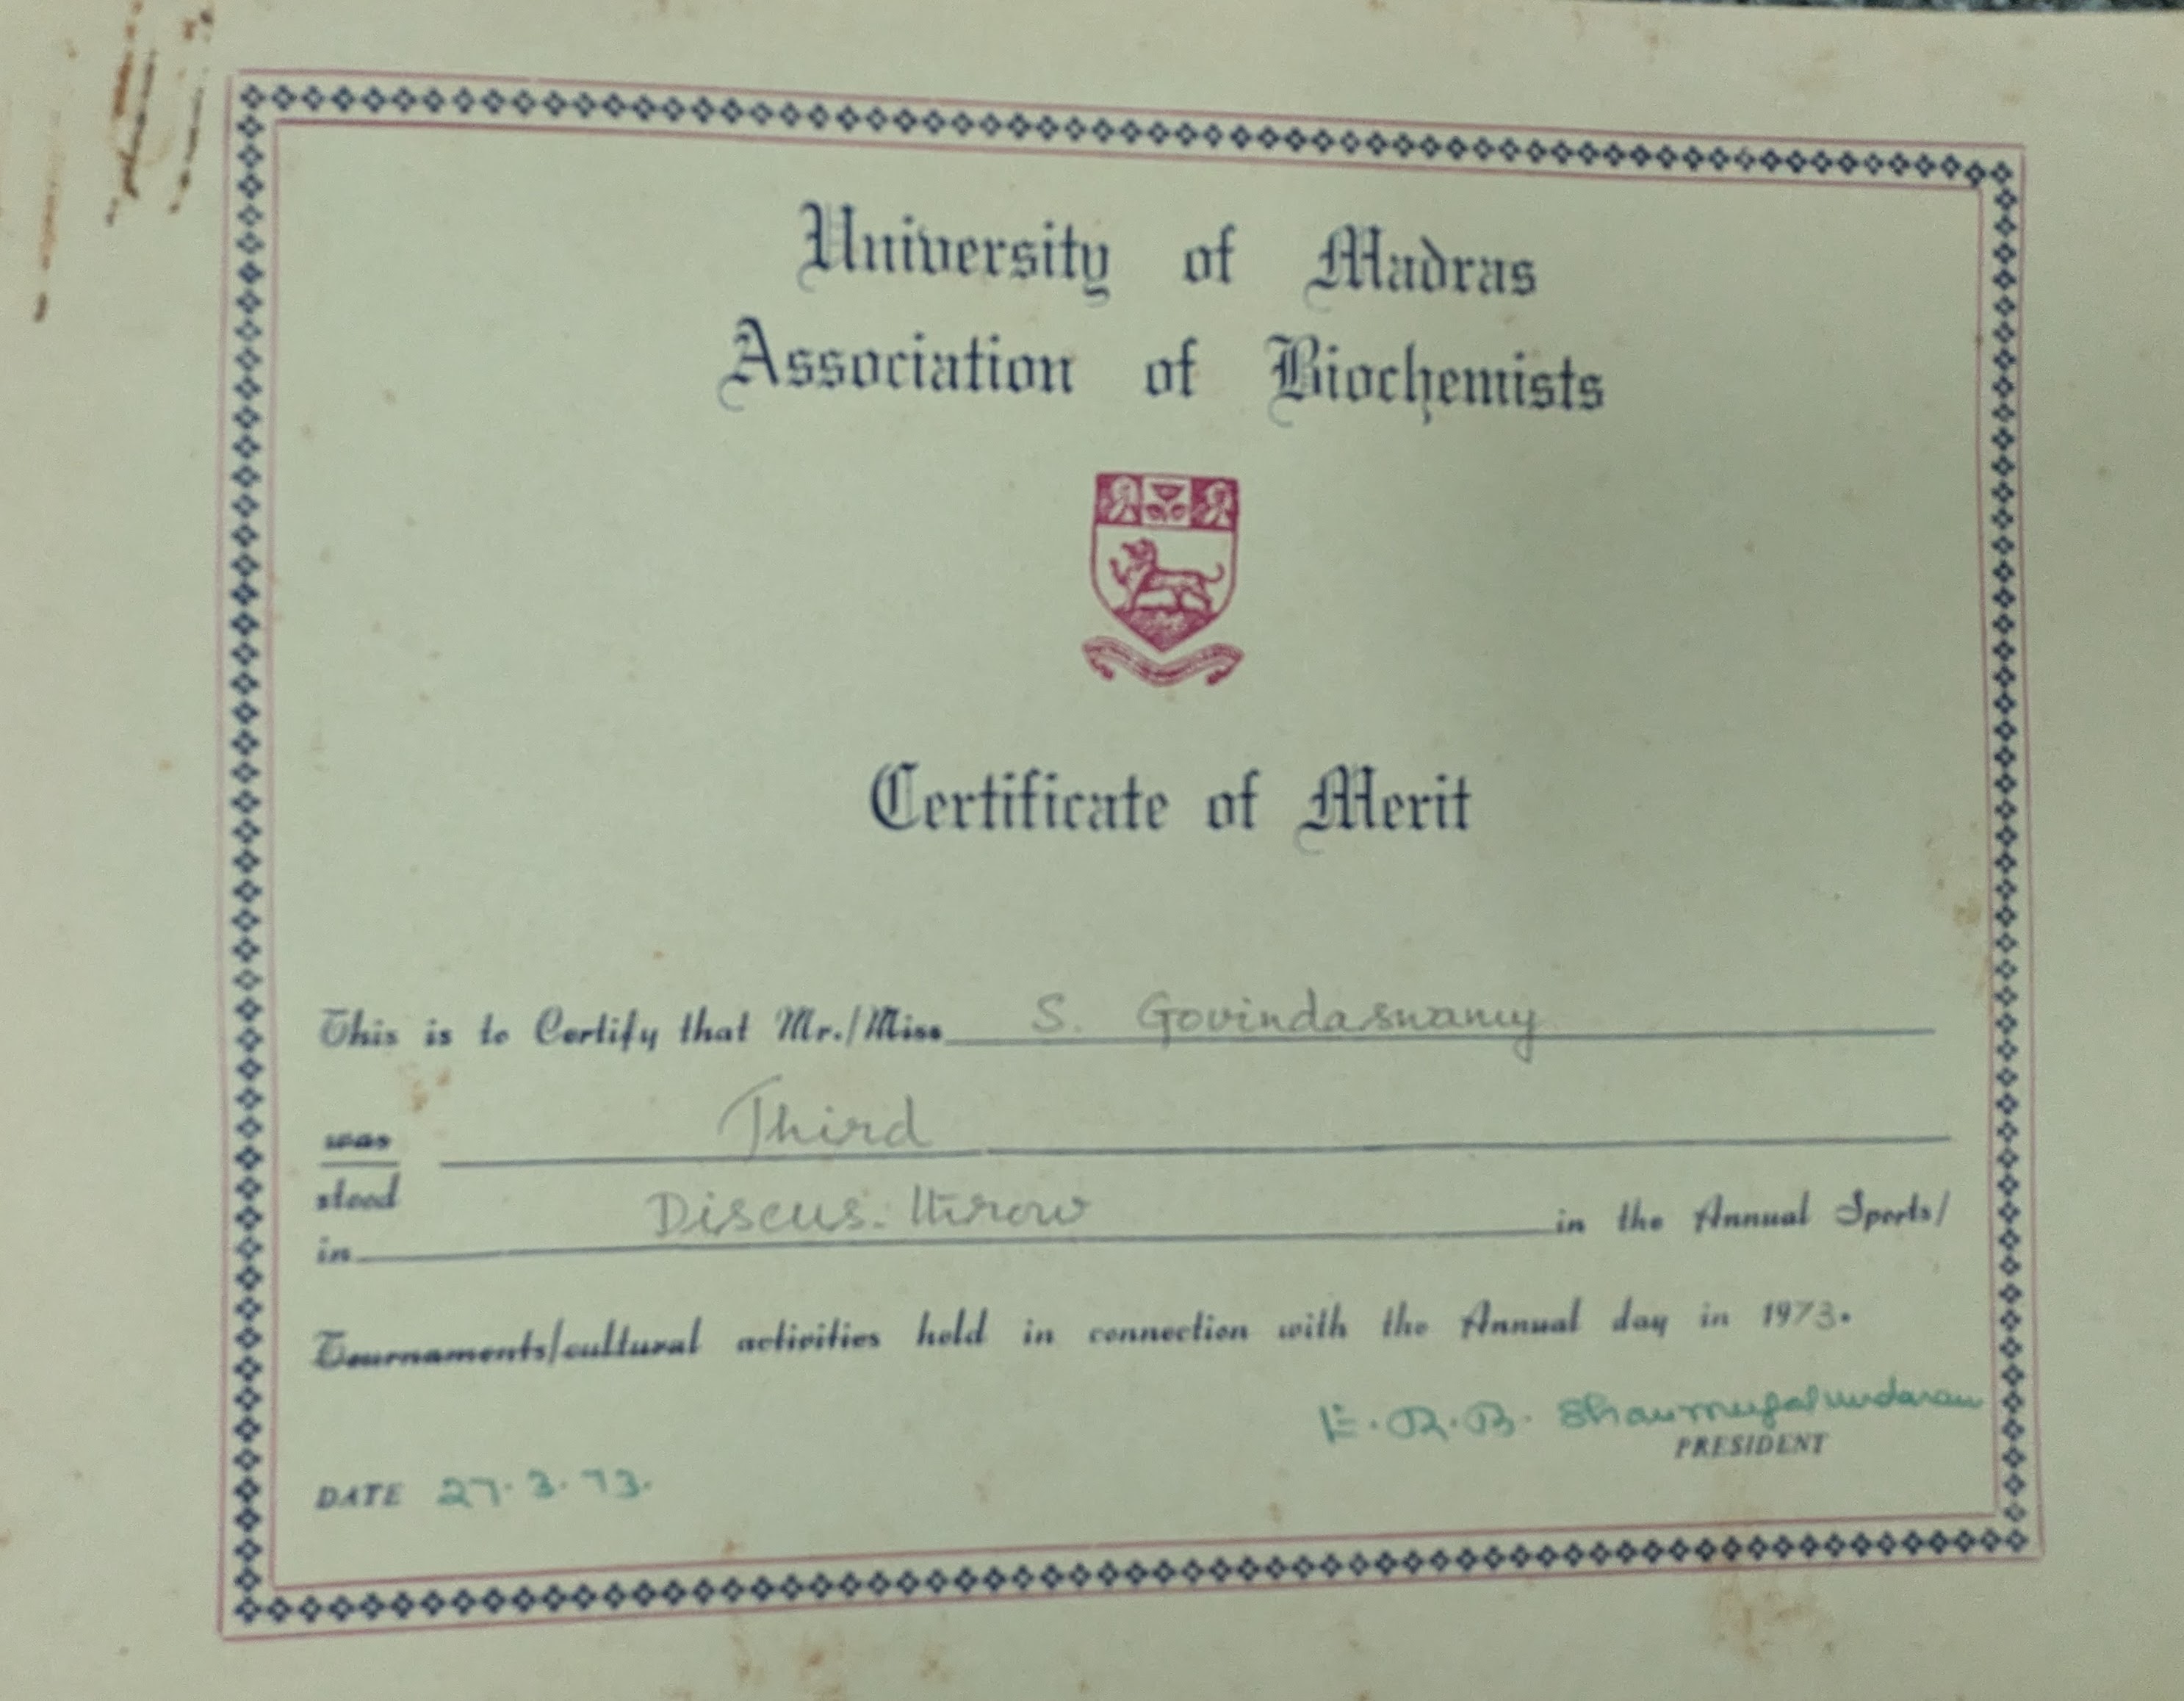 University of Madras
Association of Biochemists
Certificate of Merit
This is to Certify that Mr./Miss S. Govindaswamy
was Third
stood
in Discus. throw in the Annual Sports/
Tournaments/cultural activities held in connection with the Annual day in 1973.
E. R. B. Shanmugasundaram
PRESIDENT
DATE 27.3.73.